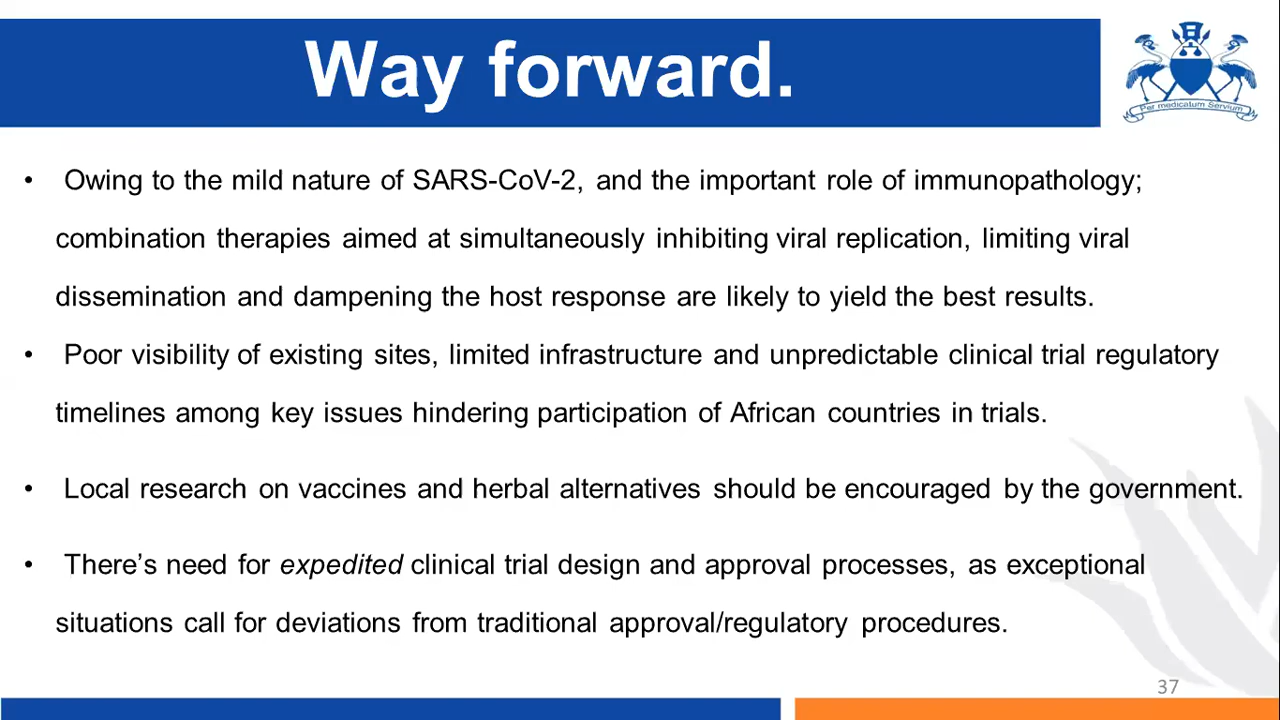 Way forward.
Per medicatum Servium
• Owing to the mild nature of SARS-CoV-2, and the important role of immunopathology;
combination therapies aimed at simultaneously inhibiting viral replication, limiting viral
dissemination and dampening the host response are likely to yield the best results.
• Poor visibility of existing sites, limited infrastructure and unpredictable clinical trial regulatory
timelines among key issues hindering participation of African countries in trials.
• Local research on vaccines and herbal alternatives should be encouraged by the government.
• There’s need for expedited clinical trial design and approval processes, as exceptional
situations call for deviations from traditional approval/regulatory procedures.
37